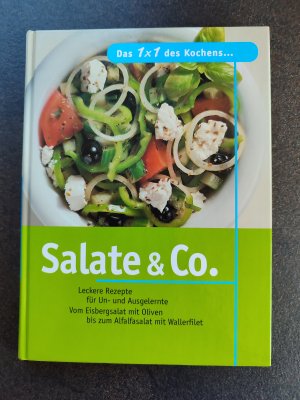 Das 1x1 des Kochens...
Salate & Co.
Leckere Rezepte
für Un- und Ausgelernte
Vom Eisbergsalat mit Oliven
bis zum Alfalfasalat mit Wallerfilet